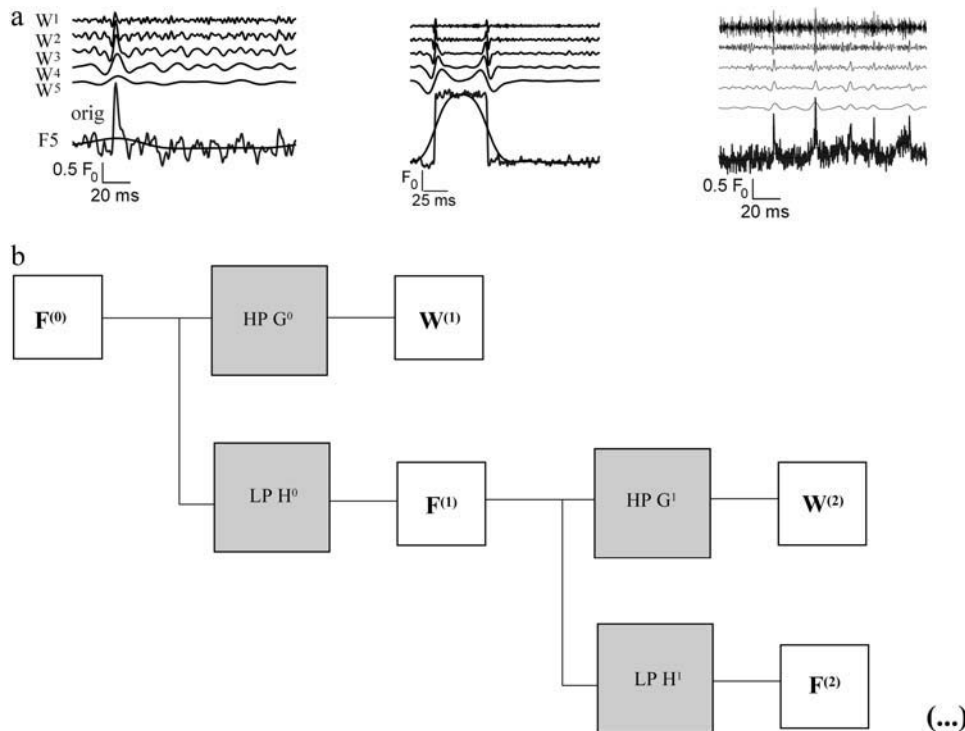 a
W¹
W²
W³
W⁴
W⁵
orig
F5
0.5 F₀
20 ms
F₀
25 ms
0.5 F₀
20 ms
b
F⁽⁰⁾
HP G⁰
W⁽¹⁾
LP H⁰
F⁽¹⁾
HP G¹
W⁽²⁾
LP H¹
F⁽²⁾
(...)